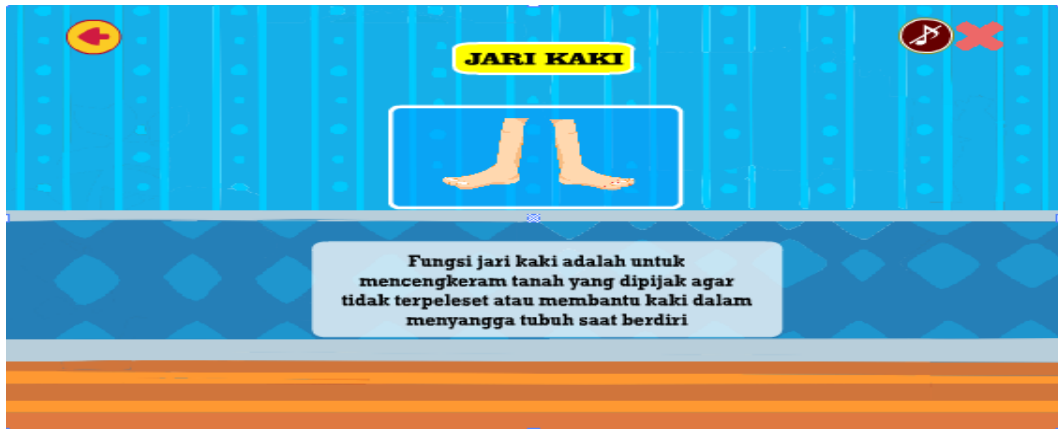 JARI KAKI
Fungsi jari kaki adalah untuk
mencengkeram tanah yang dipijak agar
tidak terpeleset atau membantu kaki dalam
menyangga tubuh saat berdiri